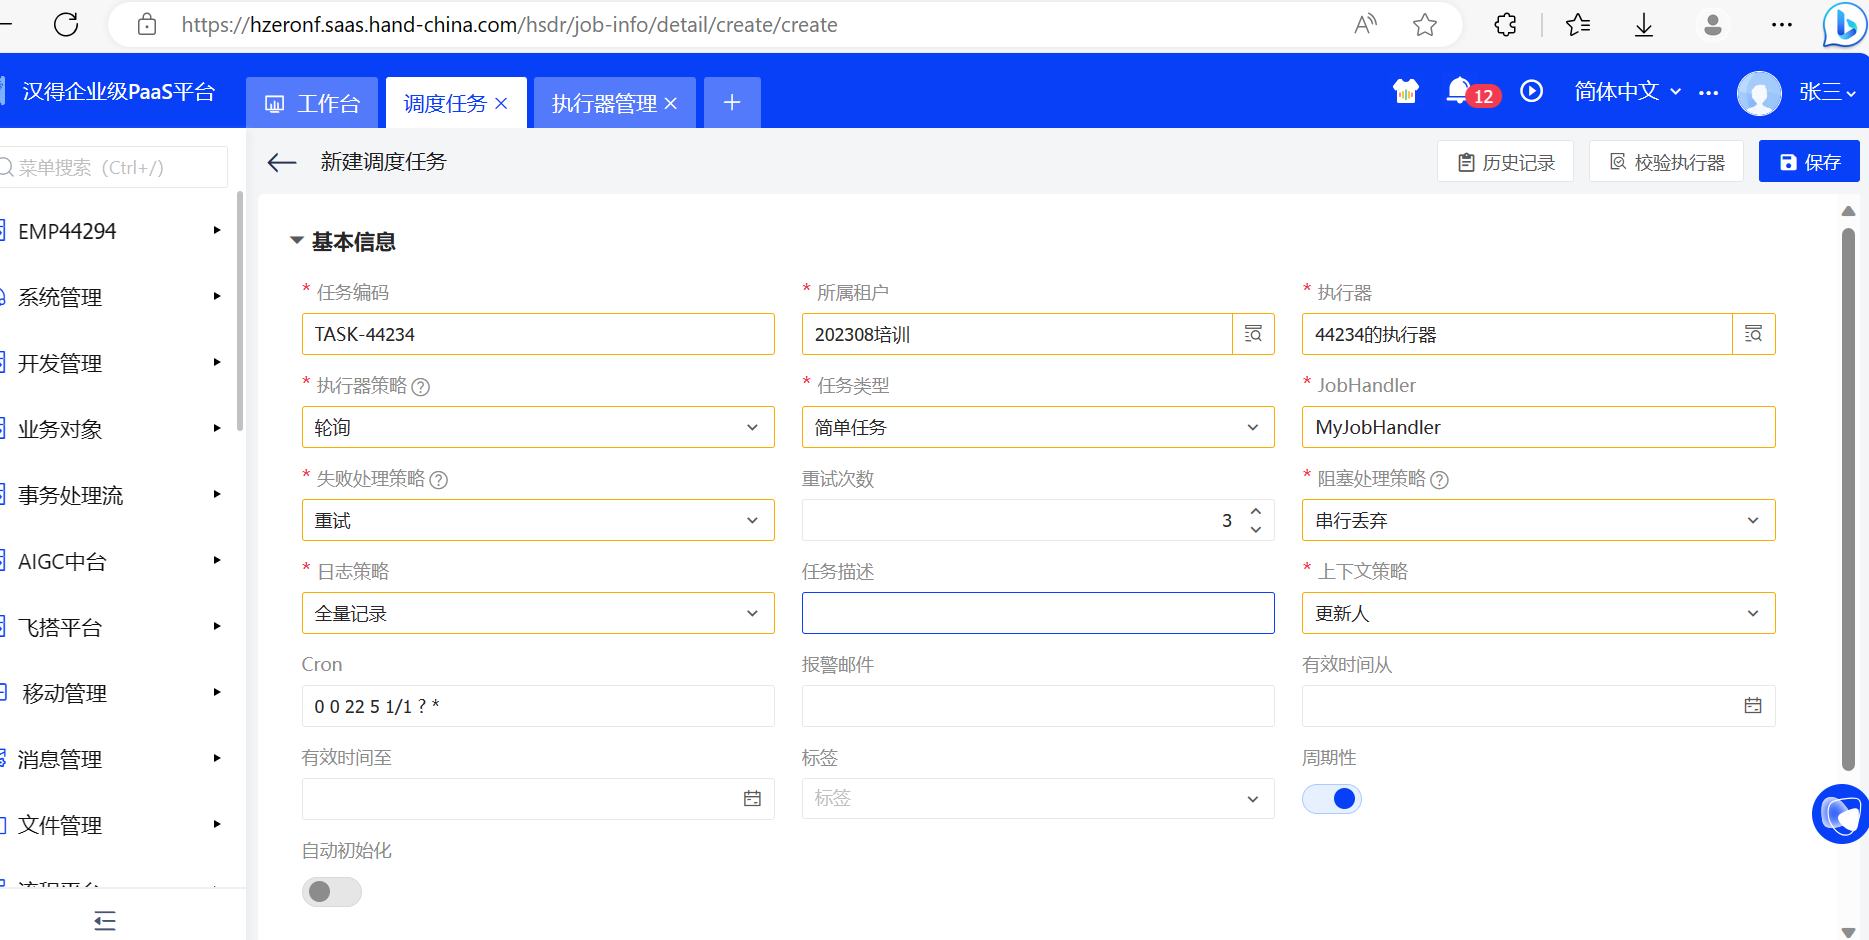 https://hzeronf.saas.hand-china.com/hsdr/job-info/detail/create/create
汉得企业级PaaS平台
工作台
调度任务
执行器管理
12
简体中文
张三
菜单搜索（Ctrl+/）
新建调度任务
历史记录
校验执行器
保存
EMP44294
系统管理
开发管理
业务对象
事务处理流
AIGC中台
飞搭平台
移动管理
消息管理
文件管理
基本信息
* 任务编码
* 所属租户
* 执行器
TASK-44234
202308培训
44234的执行器
* 执行器策略
* 任务类型
* JobHandler
轮询
简单任务
MyJobHandler
* 失败处理策略
重试次数
* 阻塞处理策略
重试
3
串行丢弃
* 日志策略
任务描述
* 上下文策略
全量记录
更新人
Cron
报警邮件
有效时间从
0 0 22 5 1/1 ? *
有效时间至
标签
周期性
标签
自动初始化